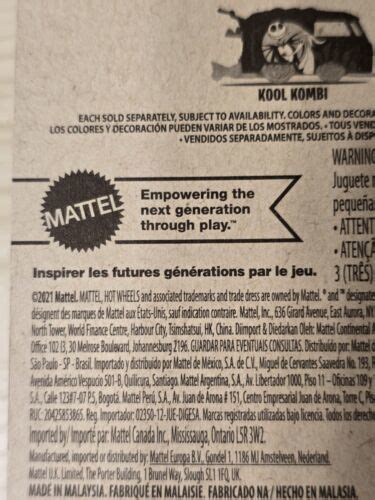 KOOL KOMBI
EACH SOLD SEPARATELY, SUBJECT TO AVAILABILITY. COLORS AND DECORA
LOS COLORES Y DECORACIÓN PUEDEN VARIAR DE LOS MOSTRADOS. • TOUS VEND
• VENDIDOS SEPARADAMENTE, SUJEITOS À DISP
WARNING
Juguete r
pequeña
• ATTENT
• ATENÇÃ
3 (TRÊS)
MATTEL
Empowering the
next generation
through play.™
Inspirer les futures générations par le jeu.
©2021 Mattel. MATTEL, HOT WHEELS and associated trademarks and trade dress are owned by Mattel. ® and ™ designate
désignent des marques de Mattel aux États-Unis, sauf indication contraire. Mattel, Inc., 636 Girard Avenue, East Aurora, NY
North Tower, World Finance Centre, Harbour City, Tsimshatsui, HK, China. Diimport & Diedarkan Oleh: Mattel Continental A
Office 102 I3, 30 Melrose Boulevard, Johannesburg 2196. GUARDAR PARA EVENTUAIS CONSULTAS. Distribuído por: Mattel d
São Paulo - SP - Brasil. Importado y distribuido por Mattel de México, S.A. de C.V., Miguel de Cervantes Saavedra No. 193, P
Avenida Américo Vespucio 501-B, Quilicura, Santiago. Mattel Argentina, S.A., Av. Libertador 1000, Piso 11 – Oficinas 109 y
S.A., Calle 123#7-07 P.5, Bogotá. Mattel Perú, S.A., Av. Juan de Arona # 151, Centro Empresarial Juan de Arona, Torre C, Pis
RUC: 20425853865. Reg. Importador: 02350-12-JUE-DIGESA. Marcas registradas utilizadas bajo licencia. Todos los derechos
Imported by/Importé par: Mattel Canada Inc., Mississauga, Ontario L5R 3W2.
Manufactured, imported or distributed by: Mattel Europa B.V., Gondel 1, 1186 MJ Amstelveen, Nederland.
Mattel U.K. Limited, The Porter Building, 1 Brunel Way, Slough SL1 1FQ, UK.
MADE IN MALAYSIA. FABRIQUÉ EN MALAISIE. FABRICADO NA / HECHO EN MALASIA.